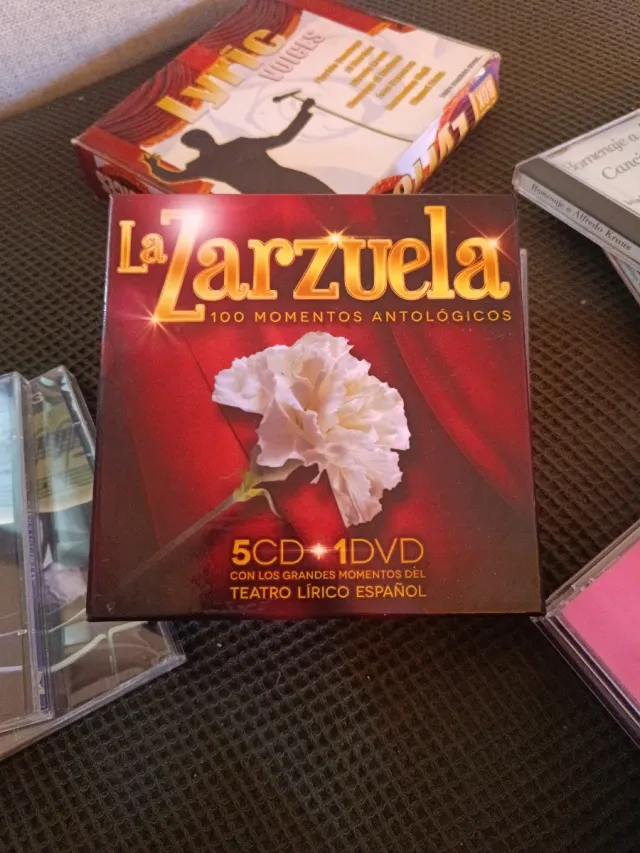 Lyric
VOICES
La Zarzuela
100 MOMENTOS ANTOLÓGICOS
5CD+1DVD
CON LOS GRANDES MOMENTOS DEL
TEATRO LÍRICO ESPAÑOL
Homenaje a
Homenaje a Alfredo Kraus
3